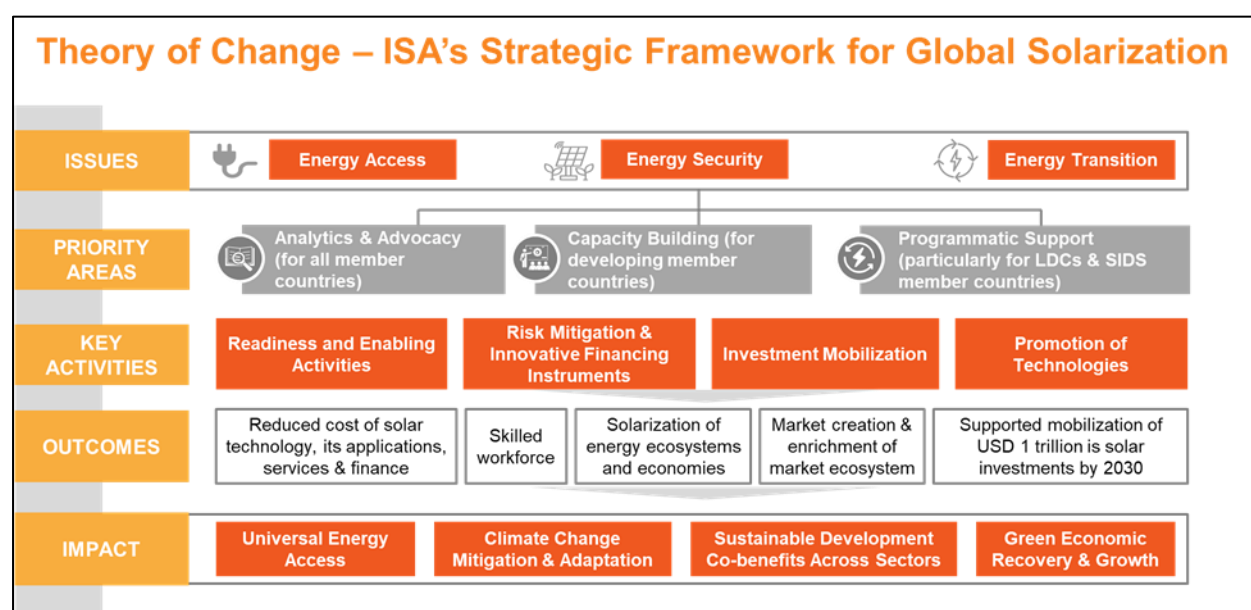 Theory of Change – ISA's Strategic Framework for Global Solarization
ISSUES
Energy Access
Energy Security
Energy Transition
PRIORITY
AREAS
Analytics & Advocacy
(for all member
countries)
Capacity Building (for
developing member
countries)
Programmatic Support
(particularly for LDCs & SIDS
member countries)
KEY
ACTIVITIES
Readiness and Enabling
Activities
Risk Mitigation &
Innovative Financing
Instruments
Investment Mobilization
Promotion of
Technologies
OUTCOMES
Reduced cost of solar
technology, its applications,
services & finance
Skilled
workforce
Solarization of
energy ecosystems
and economies
Market creation &
enrichment of
market ecosystem
Supported mobilization of
USD 1 trillion is solar
investments by 2030
IMPACT
Universal Energy
Access
Climate Change
Mitigation & Adaptation
Sustainable Development
Co-benefits Across Sectors
Green Economic
Recovery & Growth